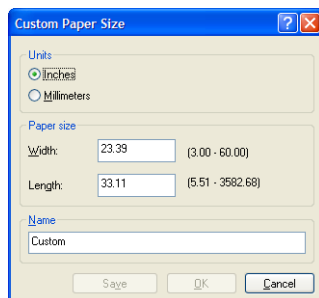 Custom Paper Size
Units
Inches
Millimeters
Paper size
Width: 23.39 (3.00 - 60.00)
Length: 33.11 (5.51 - 3582.68)
Name
Custom
Save OK Cancel